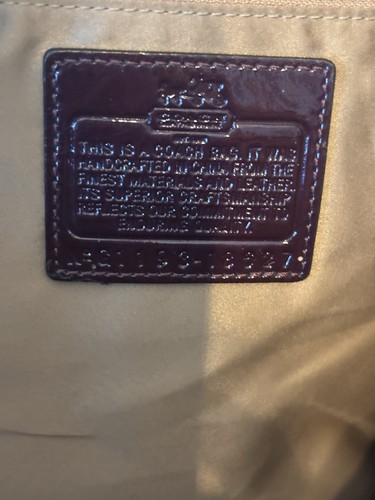 COACH
THIS IS A COACH BAG. IT WAS
HANDCRAFTED IN CHINA FROM THE
FINEST MATERIALS AND LEATHER.
ITS SUPERIOR CRAFTSMANSHIP
REFLECTS OUR COMMITMENT TO
ENDURING QUALITY.